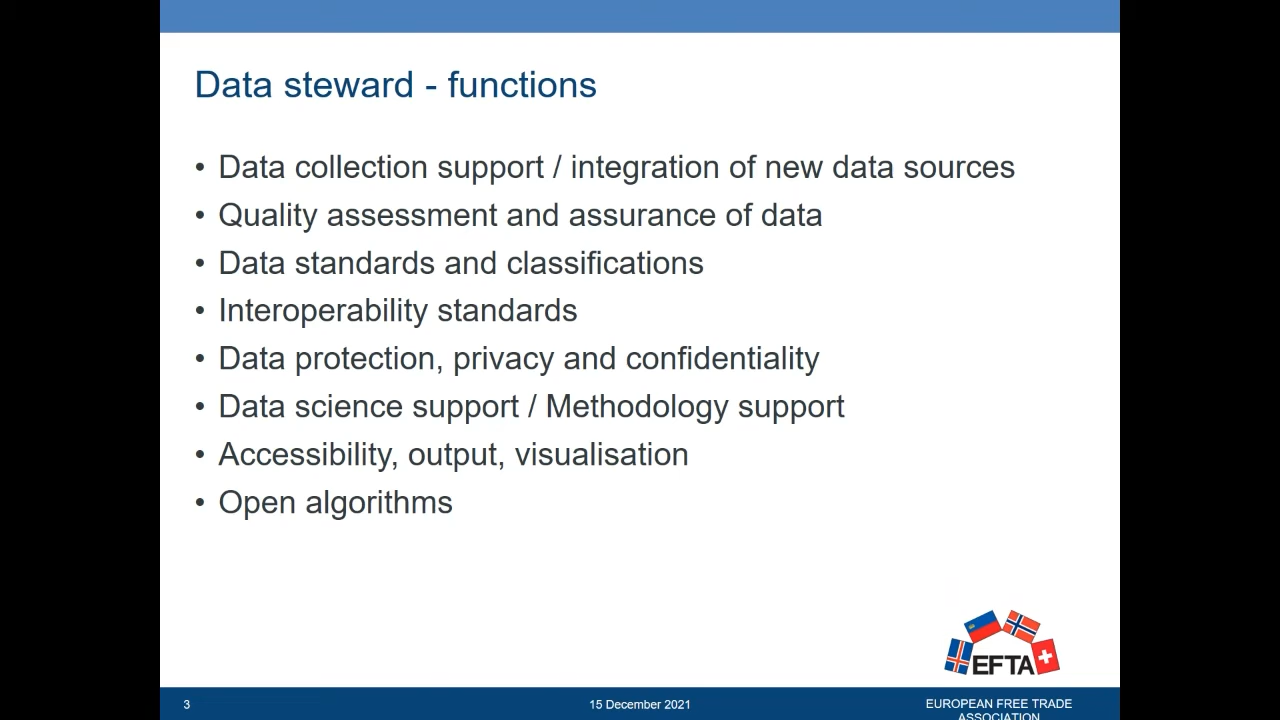 Data steward - functions
• Data collection support / integration of new data sources
• Quality assessment and assurance of data
• Data standards and classifications
• Interoperability standards
• Data protection, privacy and confidentiality
• Data science support / Methodology support
• Accessibility, output, visualisation
• Open algorithms
EFTA
3
15 December 2021
EUROPEAN FREE TRADE
ASSOCIATION